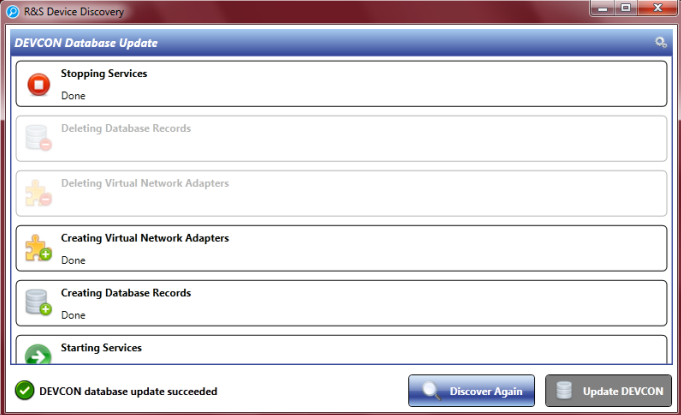 R&S Device Discovery
DEVCON Database Update
Stopping Services
Done
Deleting Database Records
Deleting Virtual Network Adapters
Creating Virtual Network Adapters
Done
Creating Database Records
Done
Starting Services
DEVCON database update succeeded
Discover Again
Update DEVCON